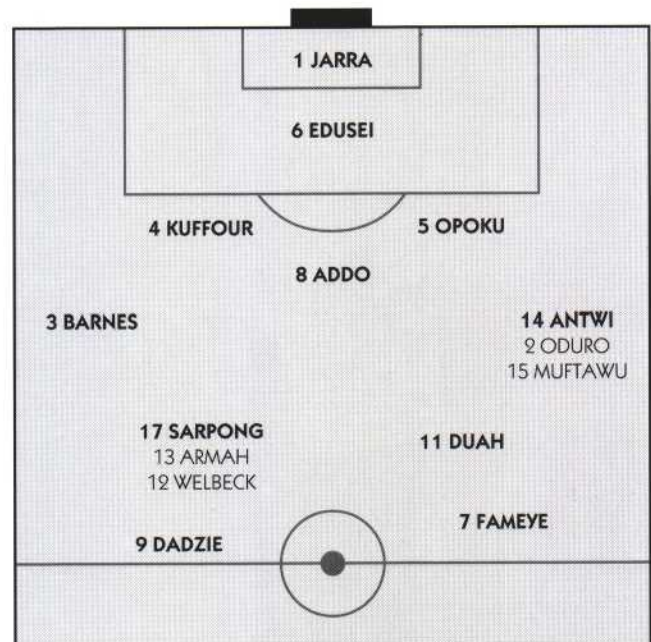 1 JARRA
6 EDUSEI
4 KUFFOUR
5 OPOKU
8 ADDO
3 BARNES
14 ANTWI
2 ODURO
15 MUFTAWU
17 SARPONG
13 ARMAH
12 WELBECK
11 DUAH
7 FAMEYE
9 DADZIE